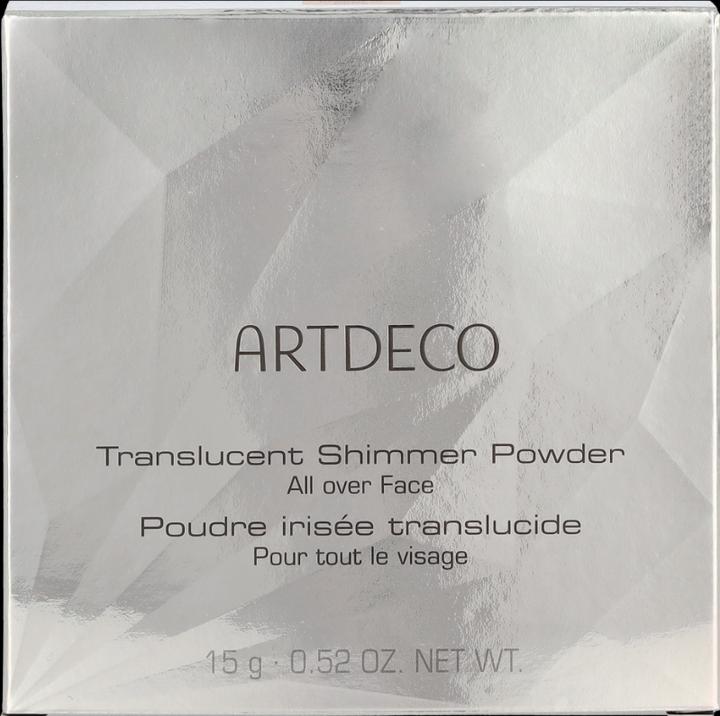 ARTDECO
Translucent Shimmer Powder
All over Face
Poudre irisée translucide
Pour tout le visage
15 g · 0.52 OZ. NET WT.